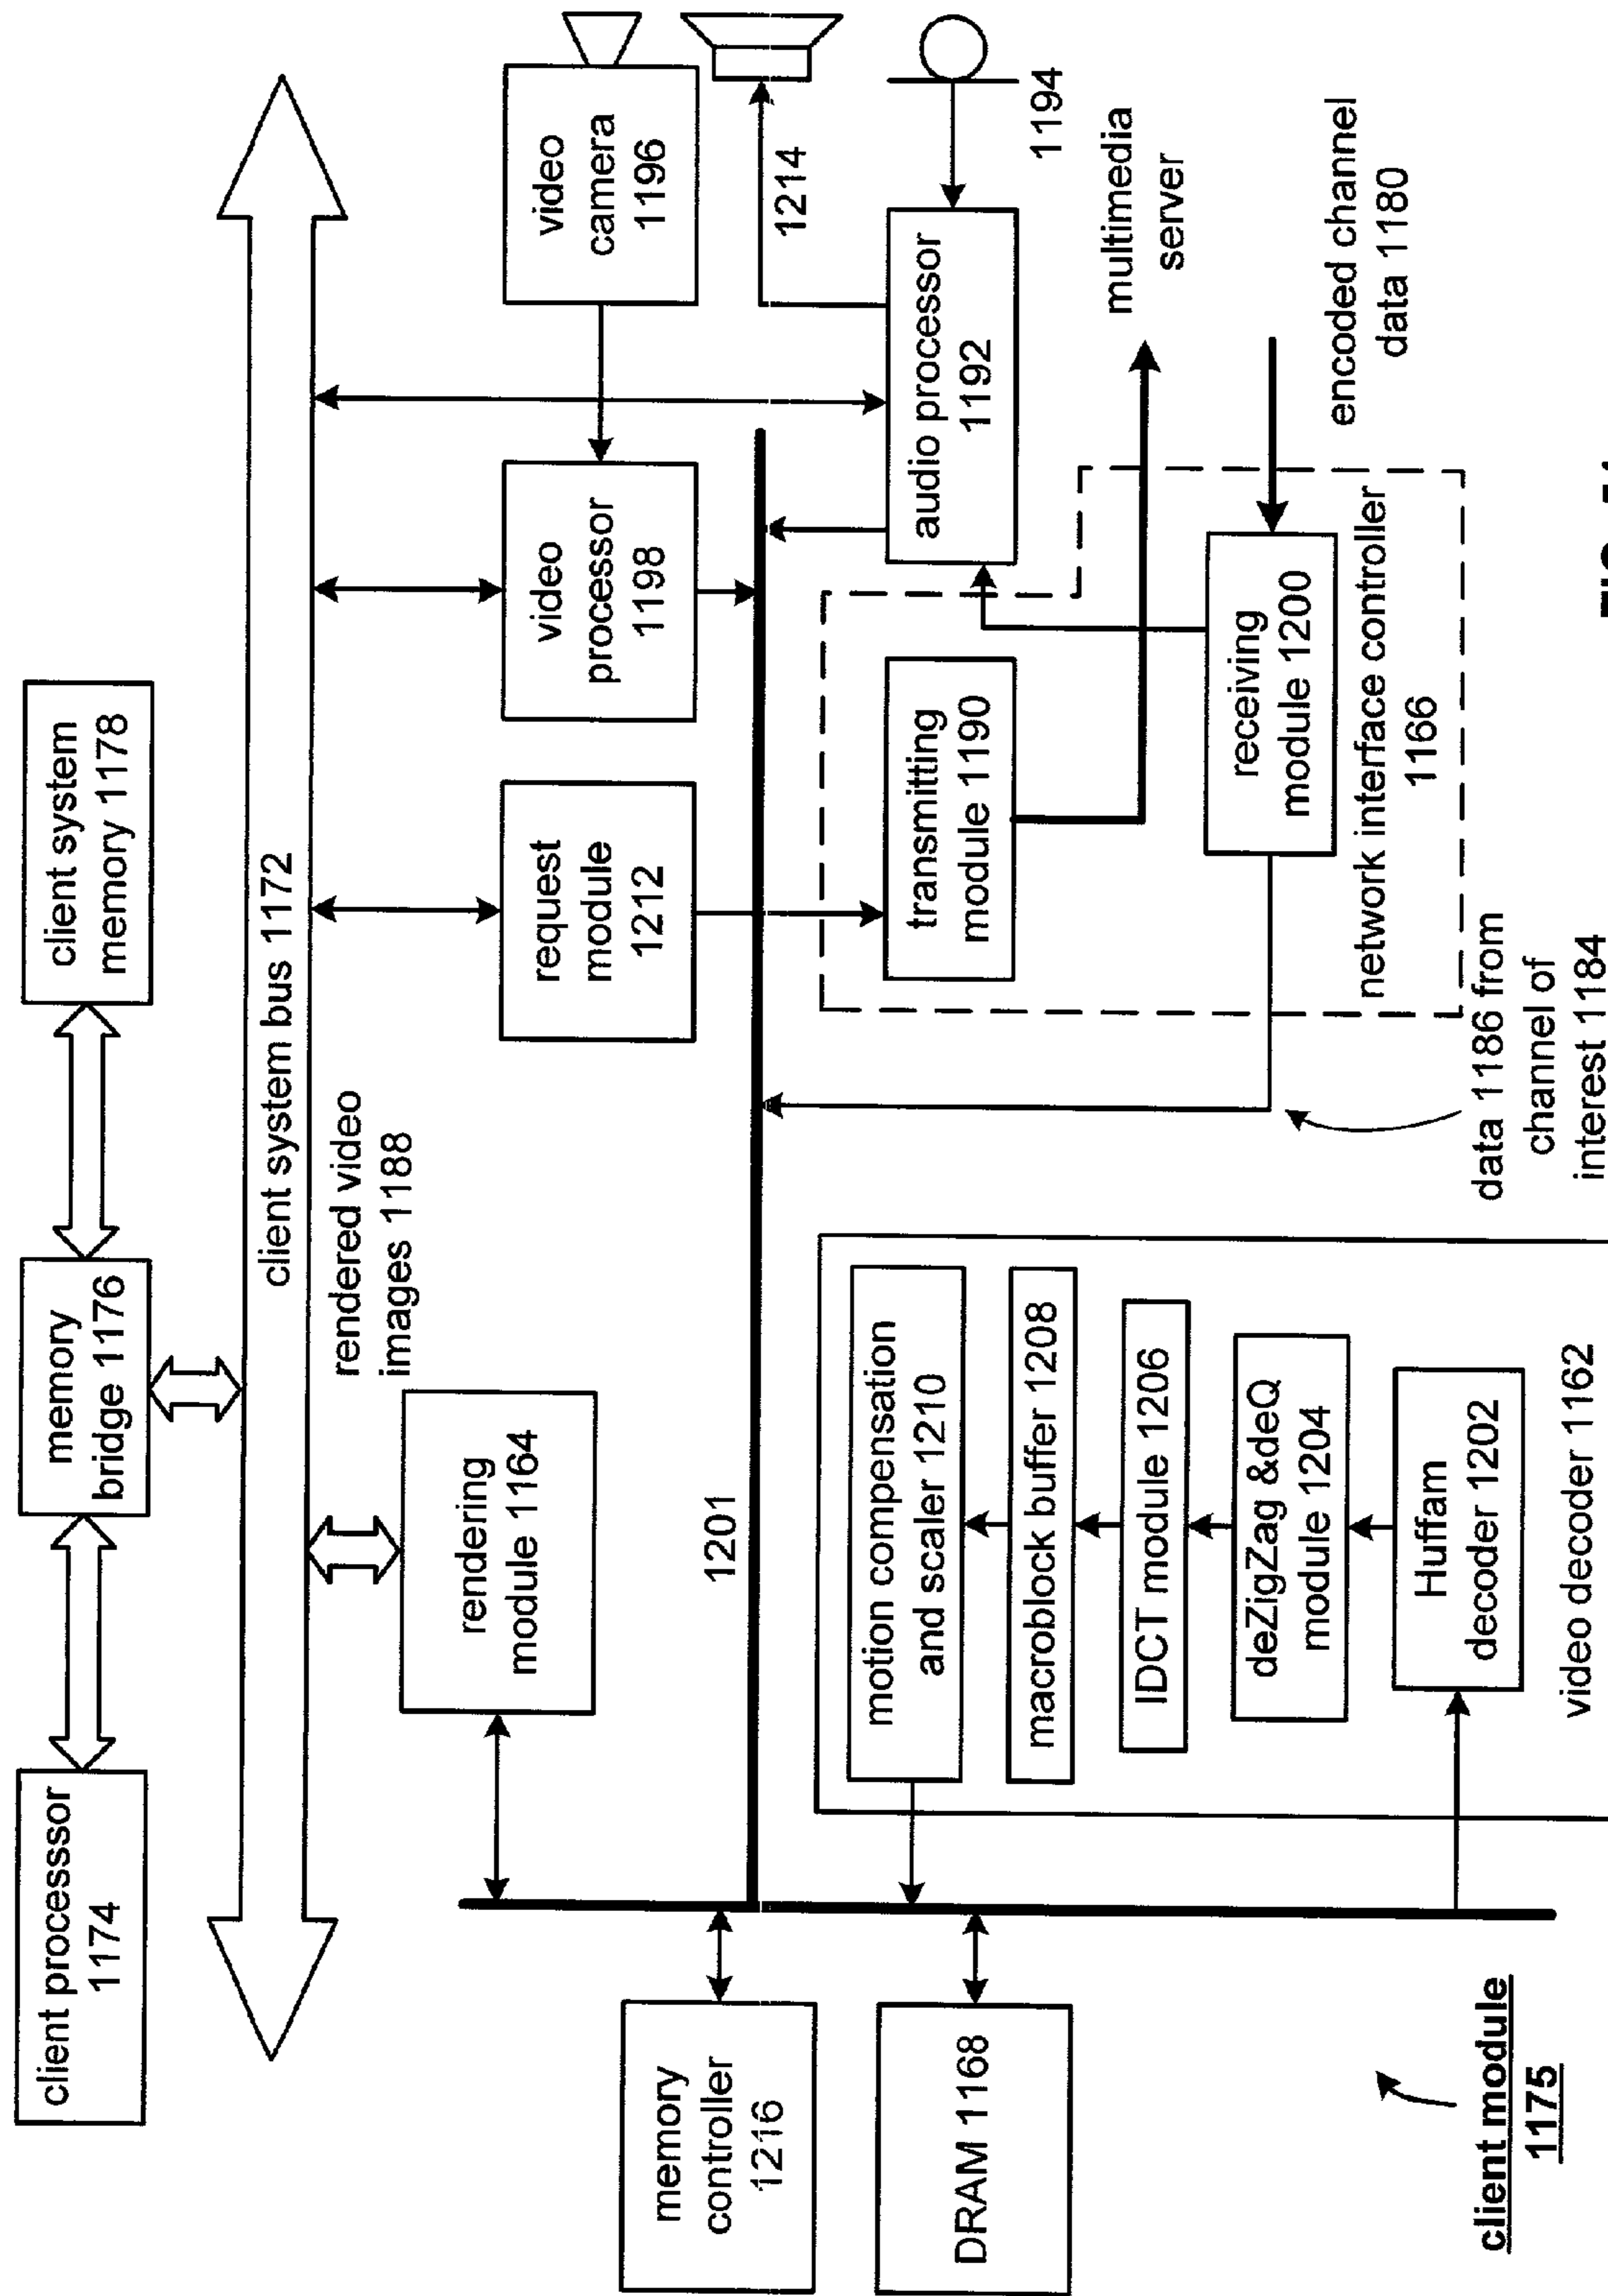 client processor
1174
memory
bridge 1176
client system
memory 1178
client system bus 1172
rendered video
images 1188
rendering
module 1164
request
module
1212
video
processor
1198
video
camera
1196
memory
controller
1216
1201
1214
DRAM 1168
motion compensation
and scaler 1210
macroblock buffer 1208
IDCT module 1206
deZigZag &deQ
module 1204
Huffam
decoder 1202
video decoder 1162
transmitting
module 1190
audio processor
1192
1194
multimedia
server
receiving
module 1200
network interface controller
1166
encoded channel
data 1180
data 1186 from
channel of
interest 1184
client module
1175